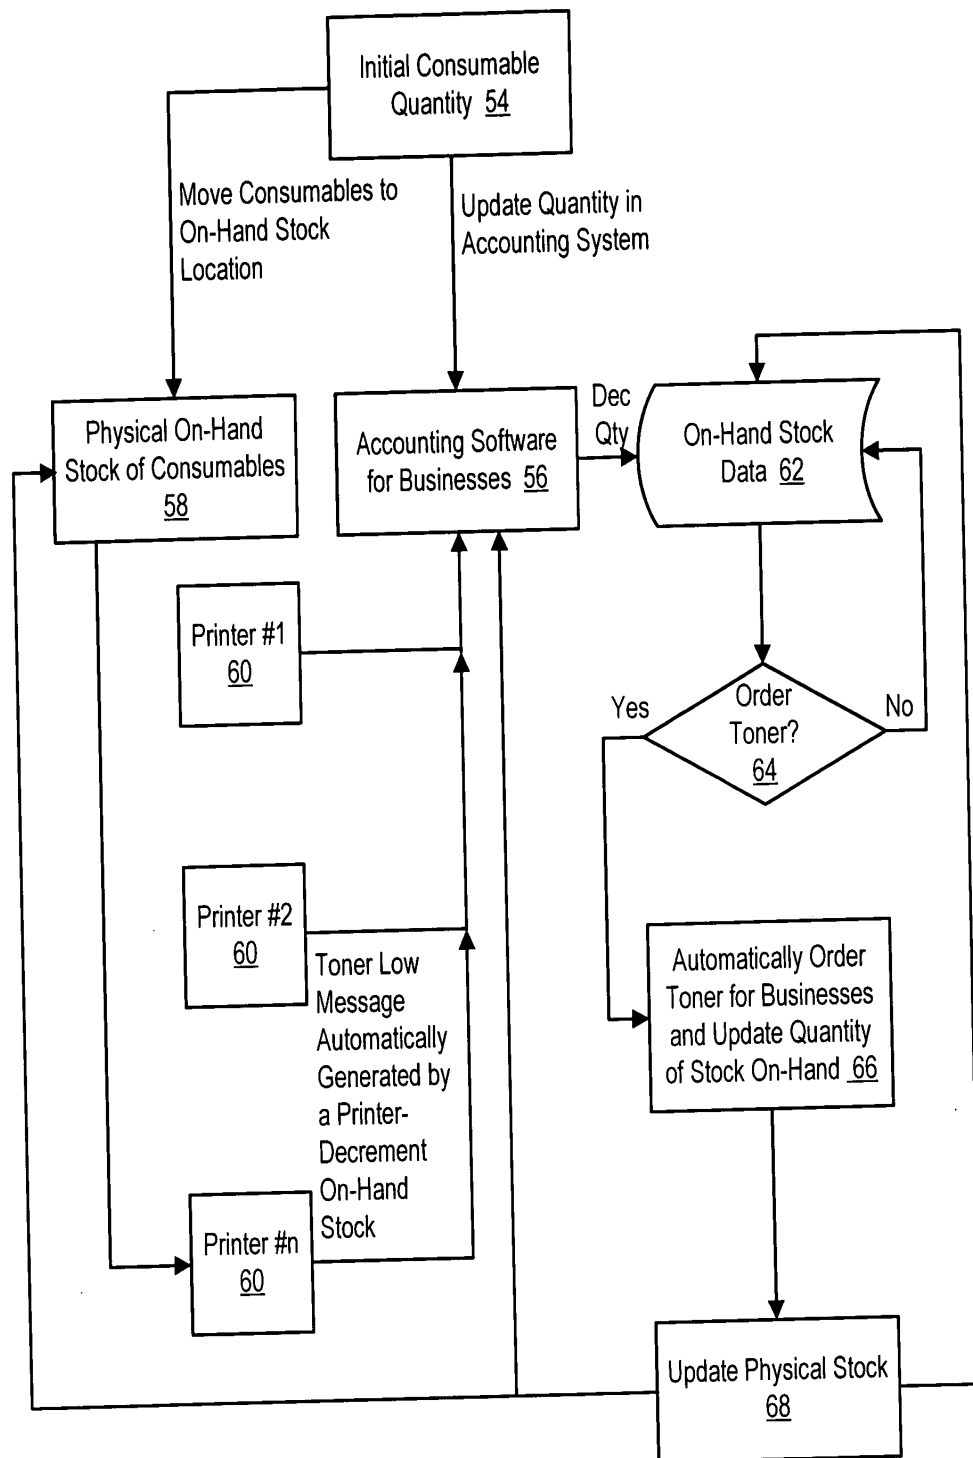 Initial Consumable
Quantity 54
Move Consumables to
On-Hand Stock
Location
Update Quantity in
Accounting System
Physical On-Hand
Stock of Consumables
58
Accounting Software
for Businesses 56
Dec
Qty
On-Hand Stock
Data 62
Printer #1
60
Yes
Order
Toner?
64
No
Printer #2
60
Toner Low
Message
Automatically
Generated by
a Printer-
Decrement
On-Hand
Stock
Automatically Order
Toner for Businesses
and Update Quantity
of Stock On-Hand 66
Printer #n
60
Update Physical Stock
68